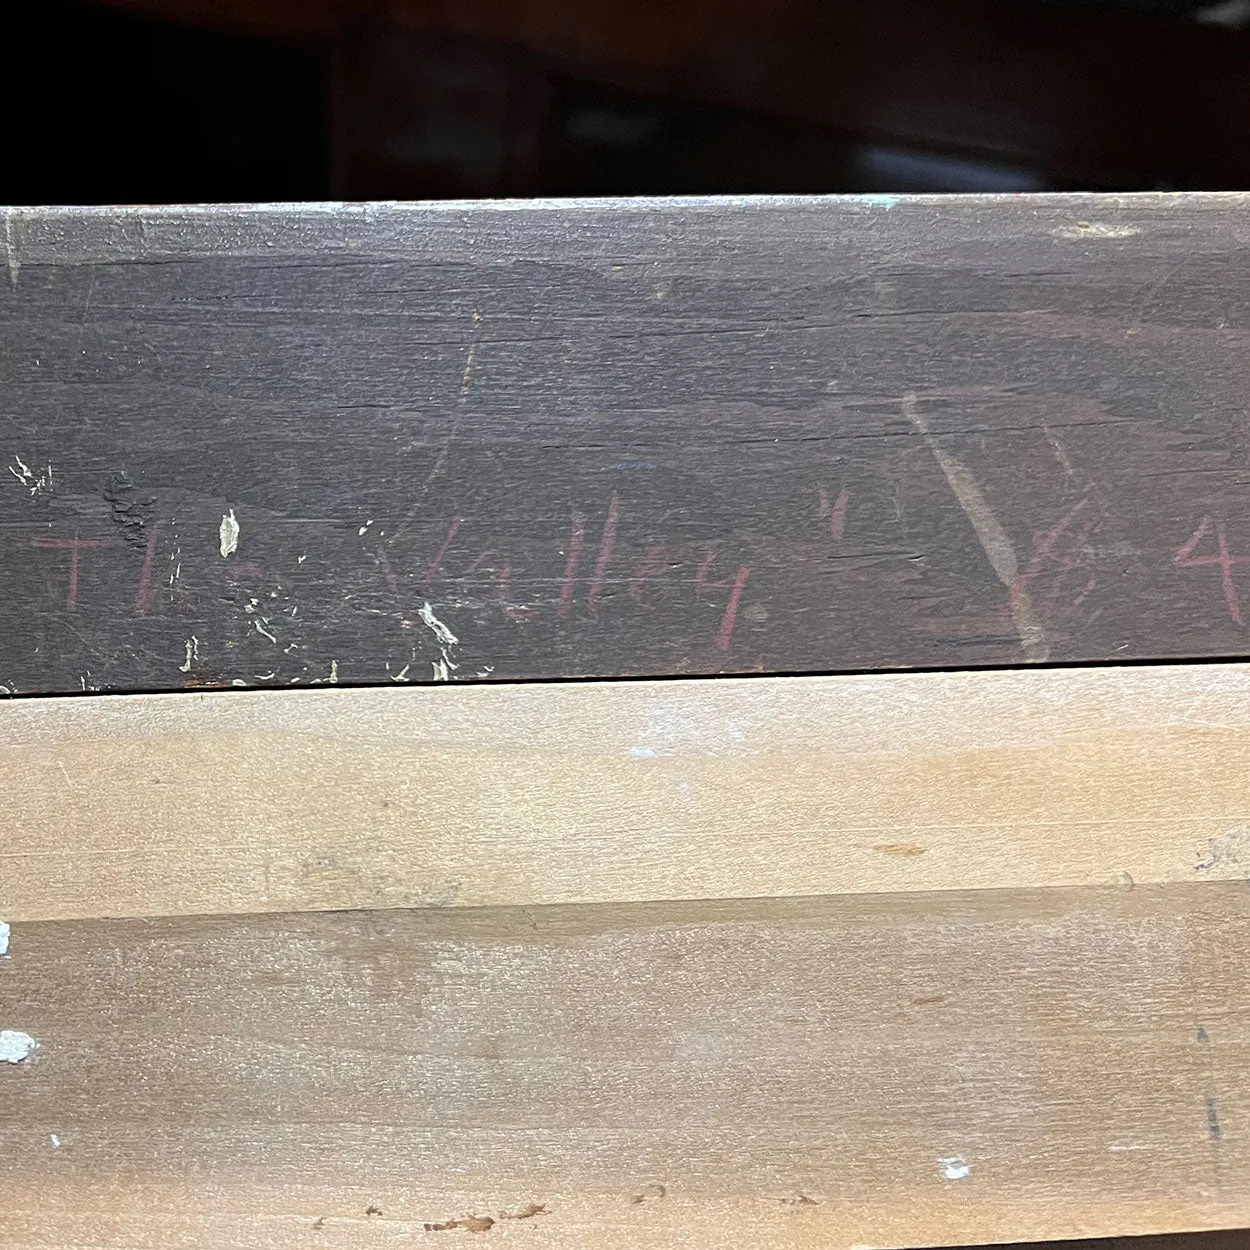 The Valley " $ 4